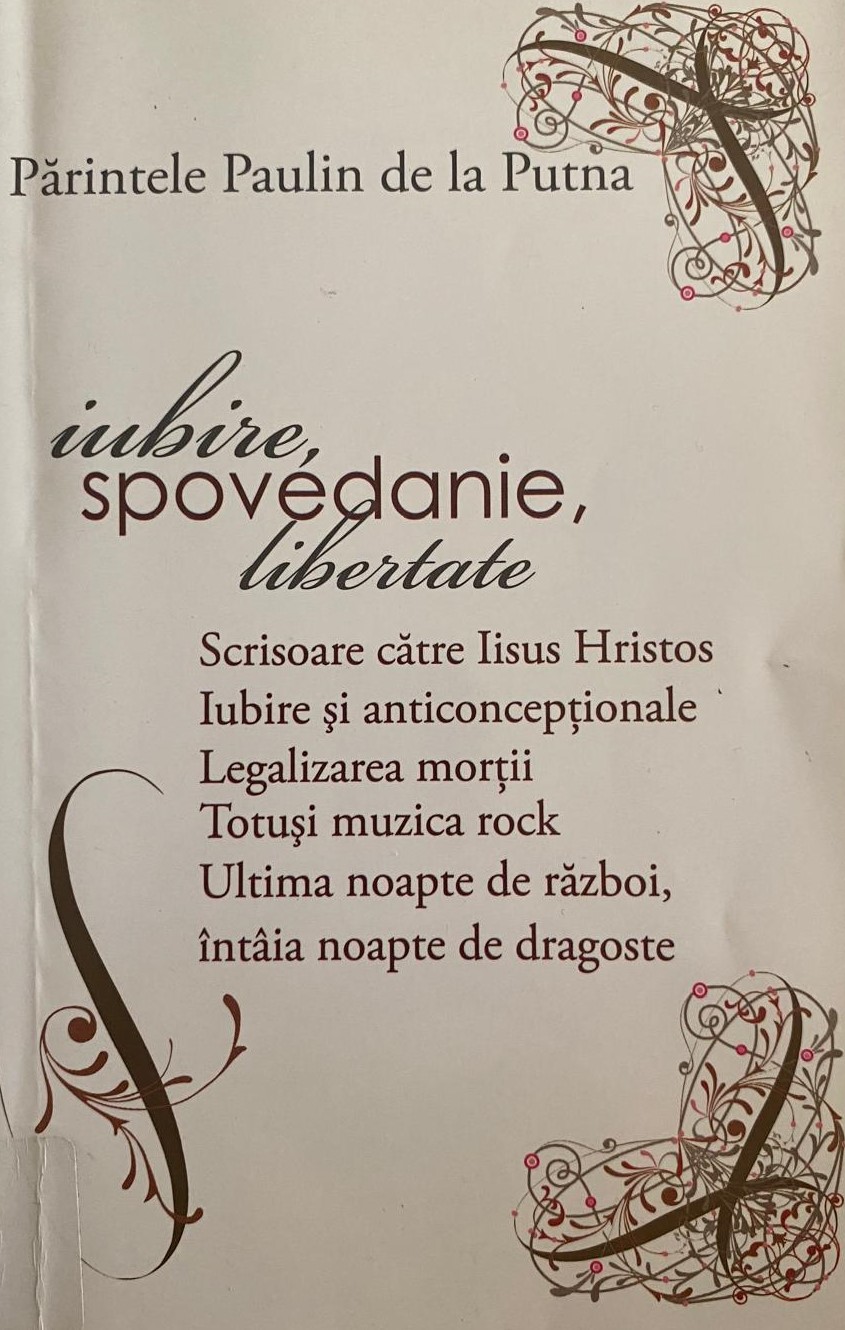 Părintele Paulin de la Putna
iubire,
spovedanie,
libertate
Scrisoare către Iisus Hristos
Iubire şi anticoncepţionale
Legalizarea morţii
Totuşi muzica rock
Ultima noapte de război,
întâia noapte de dragoste